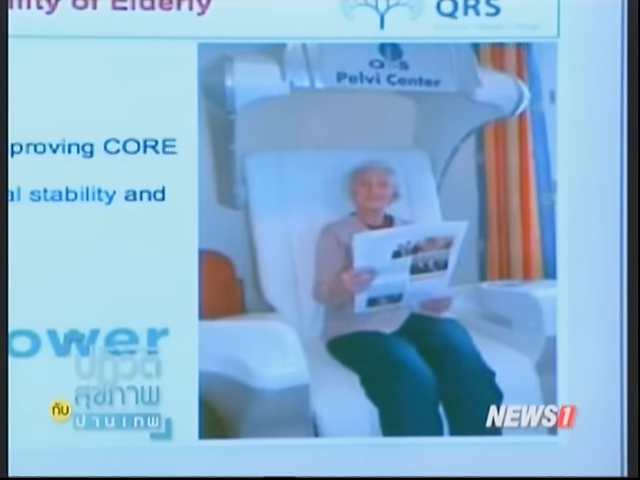 ility of Elderly
QRS
QRS
Pelvi Center
proving CORE
al stability and
ower
ปฏิวัติ
สุขภาพ
กับ ปานเทพ
NEWS1